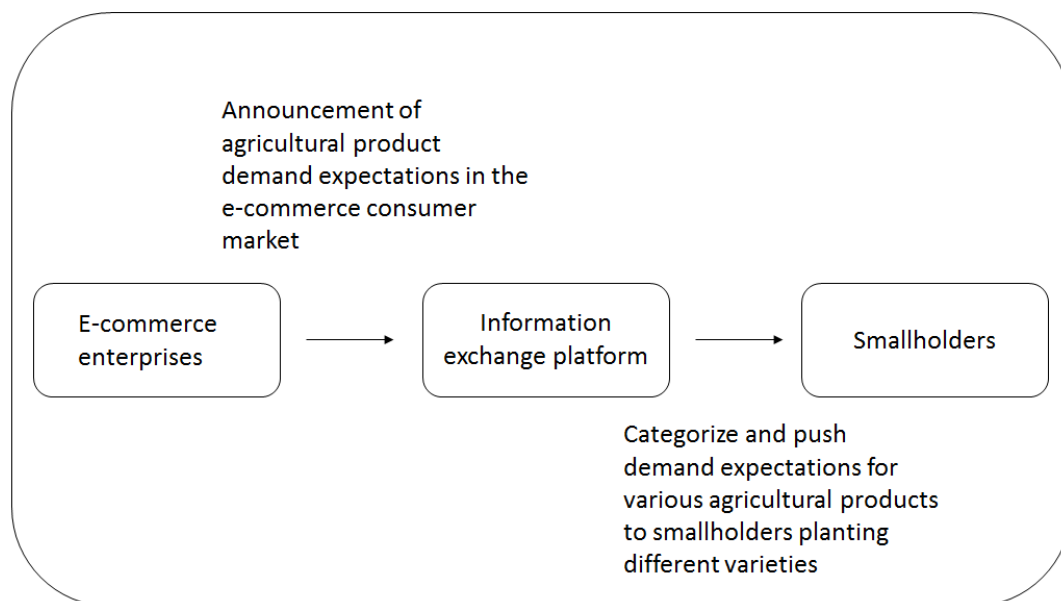 Announcement of
agricultural product
demand expectations in the
e-commerce consumer
market
E-commerce
enterprises
Information
exchange platform
Smallholders
Categorize and push
demand expectations for
various agricultural products
to smallholders planting
different varieties